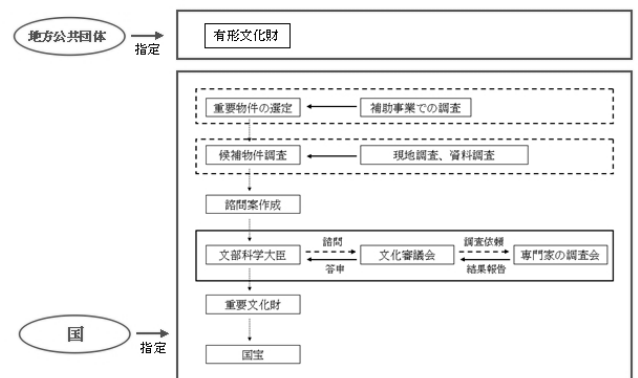 地方公共団体
指定
有形文化財
重要物件の選定
補助事業での調査
候補物件調査
現地調査、資料調査
諮問案作成
文部科学大臣
諮問
答申
文化審議会
調査依頼
結果報告
専門家の調査会
重要文化財
国
指定
国宝